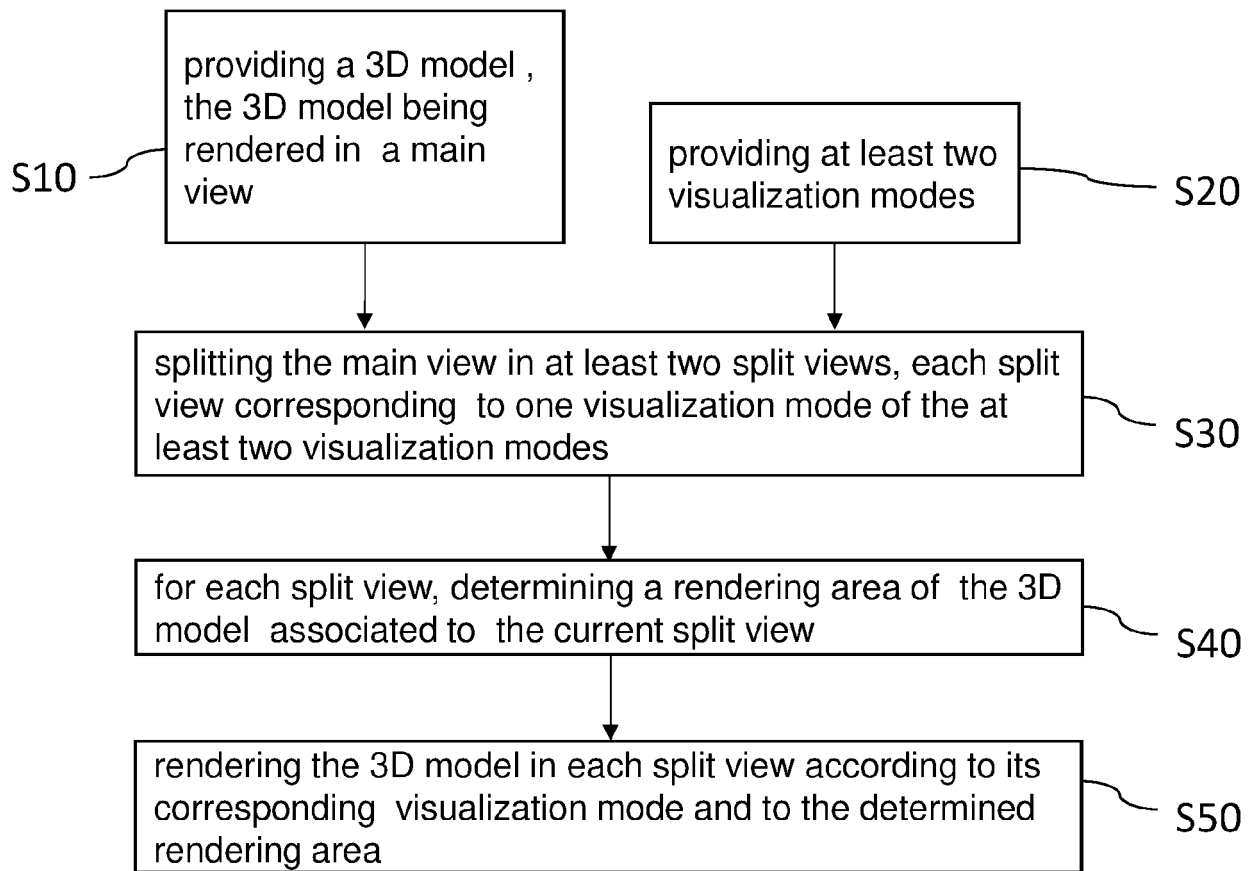 providing a 3D model ,
the 3D model being
rendered in a main
view
S10
providing at least two
visualization modes
S20
splitting the main view in at least two split views, each split
view corresponding to one visualization mode of the at
least two visualization modes
S30
for each split view, determining a rendering area of the 3D
model associated to the current split view
S40
rendering the 3D model in each split view according to its
corresponding visualization mode and to the determined
rendering area
S50